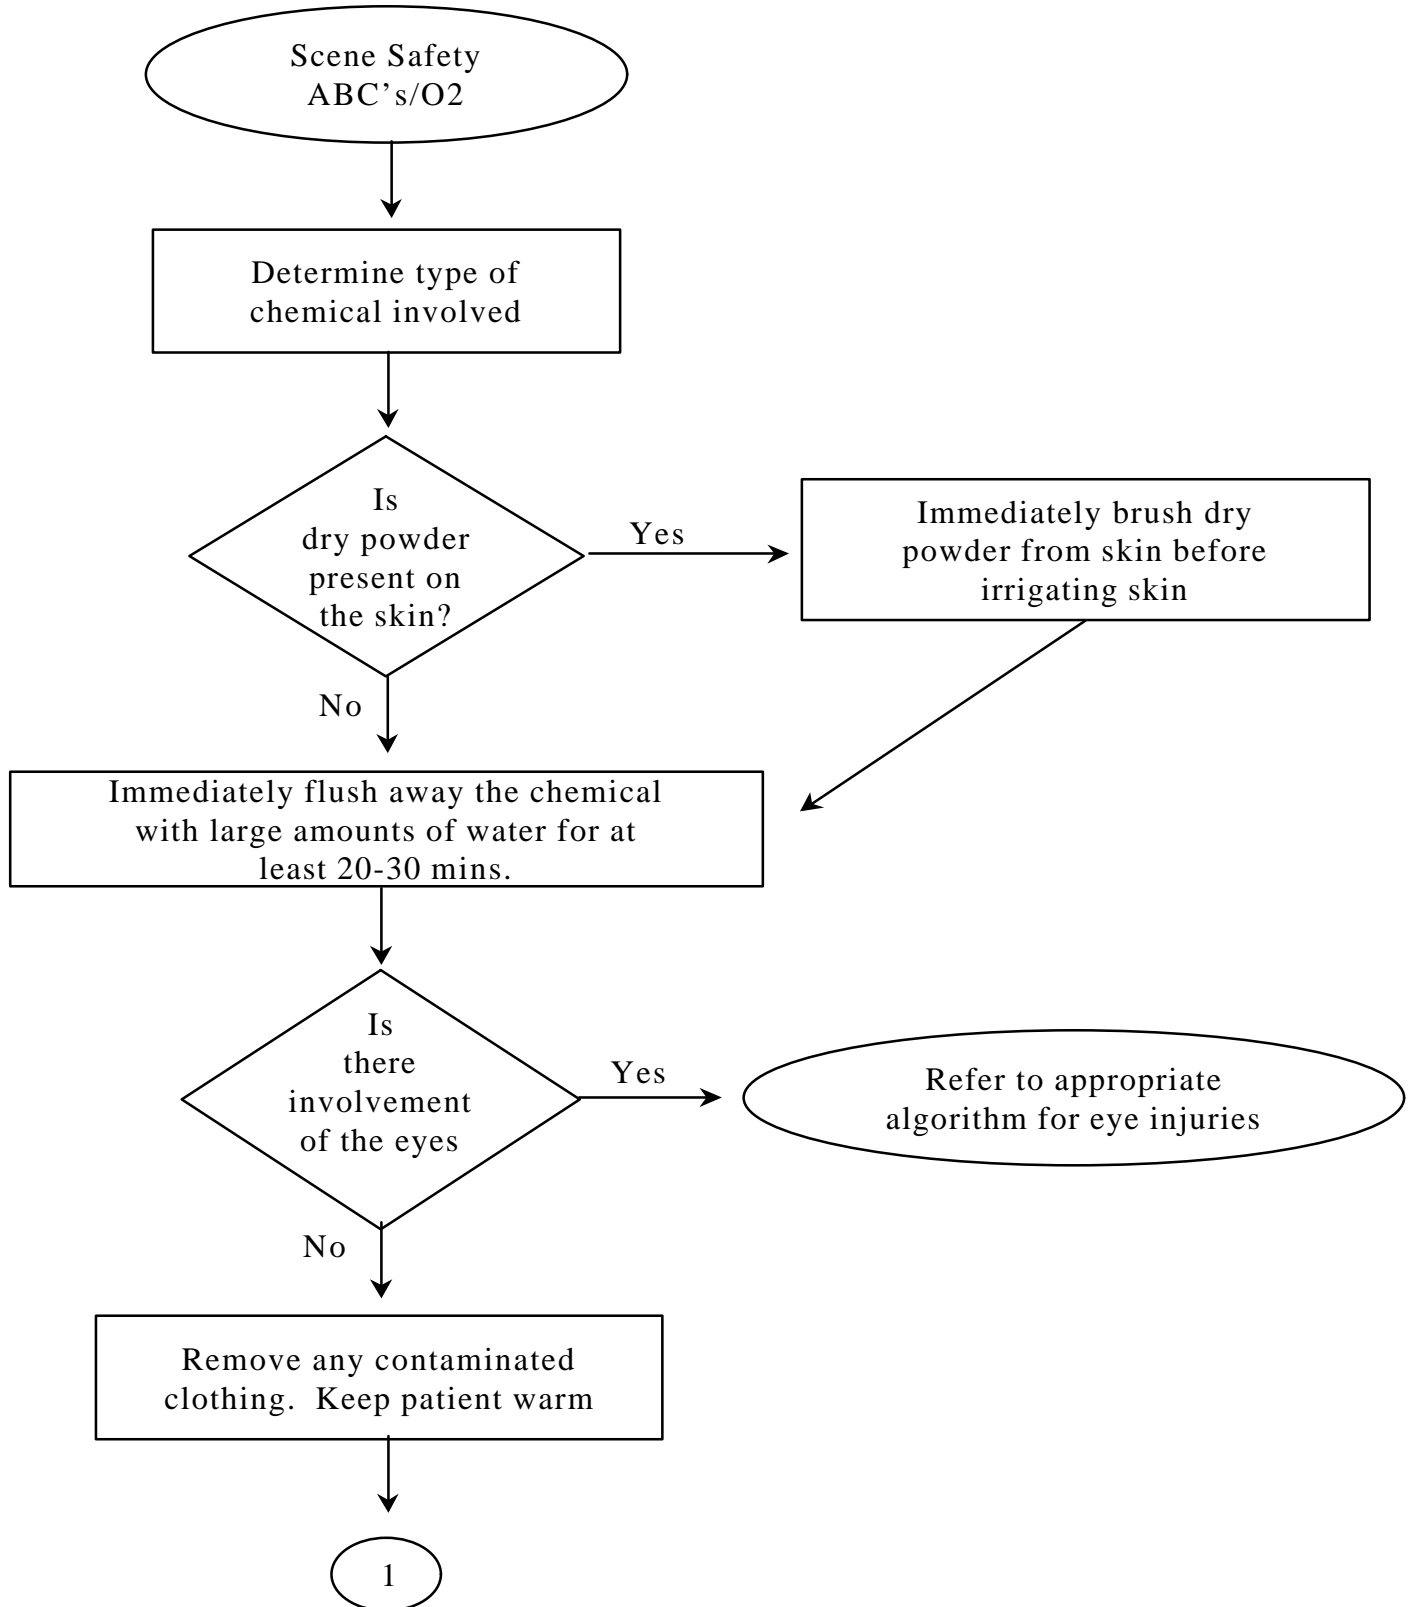 Scene Safety
ABC's/O2
Determine type of
chemical involved
Is
dry powder
present on
the skin?
Yes
Immediately brush dry
powder from skin before
irrigating skin
No
Immediately flush away the chemical
with large amounts of water for at
least 20-30 mins.
Is
there
involvement
of the eyes
Yes
Refer to appropriate
algorithm for eye injuries
No
Remove any contaminated
clothing.  Keep patient warm
1